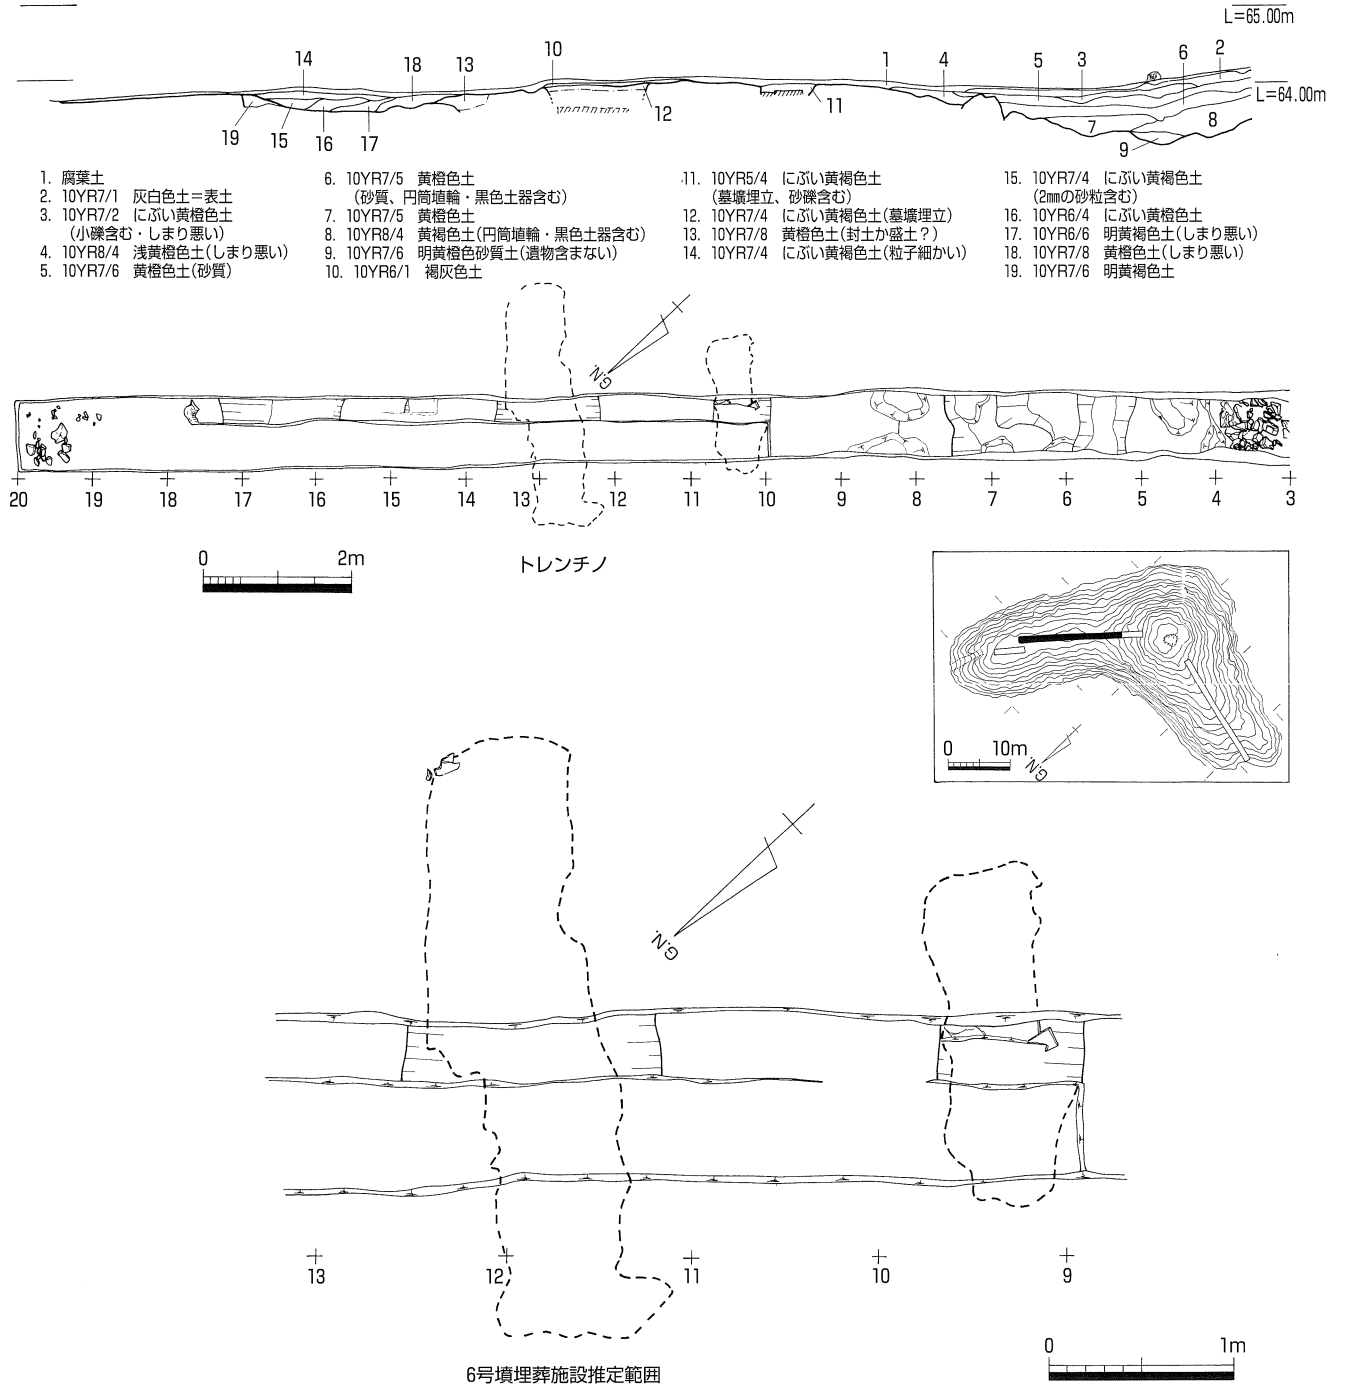 L=65.00m
14 18 13 10 1 4 5 3 6 2
L=64.00m
19 15 16 17 12 11 7 9 8
1. 腐葉土
2. 10YR7/1 灰白色土=表土
3. 10YR7/2 にぶい黄橙色土
(小礫含む・しまり悪い)
4. 10YR8/4 浅黄橙色土(しまり悪い)
5. 10YR7/6 黄橙色土(砂質)
6. 10YR7/5 黄橙色土
(砂質、円筒埴輪・黒色土器含む)
7. 10YR7/5 黄橙色土
8. 10YR8/4 黄褐色土(円筒埴輪・黒色土器含む)
9. 10YR7/6 明黄橙色砂質土(遺物含まない)
10. 10YR6/1 褐灰色土
11. 10YR5/4 にぶい黄褐色土
(墓壙埋立、砂礫含む)
12. 10YR7/4 にぶい黄褐色土(墓壙埋立)
13. 10YR7/8 黄橙色土(封土か盛土?)
14. 10YR7/4 にぶい黄褐色土(粒子細かい)
15. 10YR7/4 にぶい黄褐色土
(2㎜の砂粒含む)
16. 10YR6/4 にぶい黄橙色土
17. 10YR6/6 明黄褐色土(しまり悪い)
18. 10YR7/8 黄橙色土(しまり悪い)
19. 10YR7/6 明黄褐色土
G.N.
20 19 18 17 16 15 14 13 12 11 10 9 8 7 6 5 4 3
0 2m
トレンチノ
0 10m
G.N.
G.N.
13 12 11 10 9
0 1m
6号墳埋葬施設推定範囲